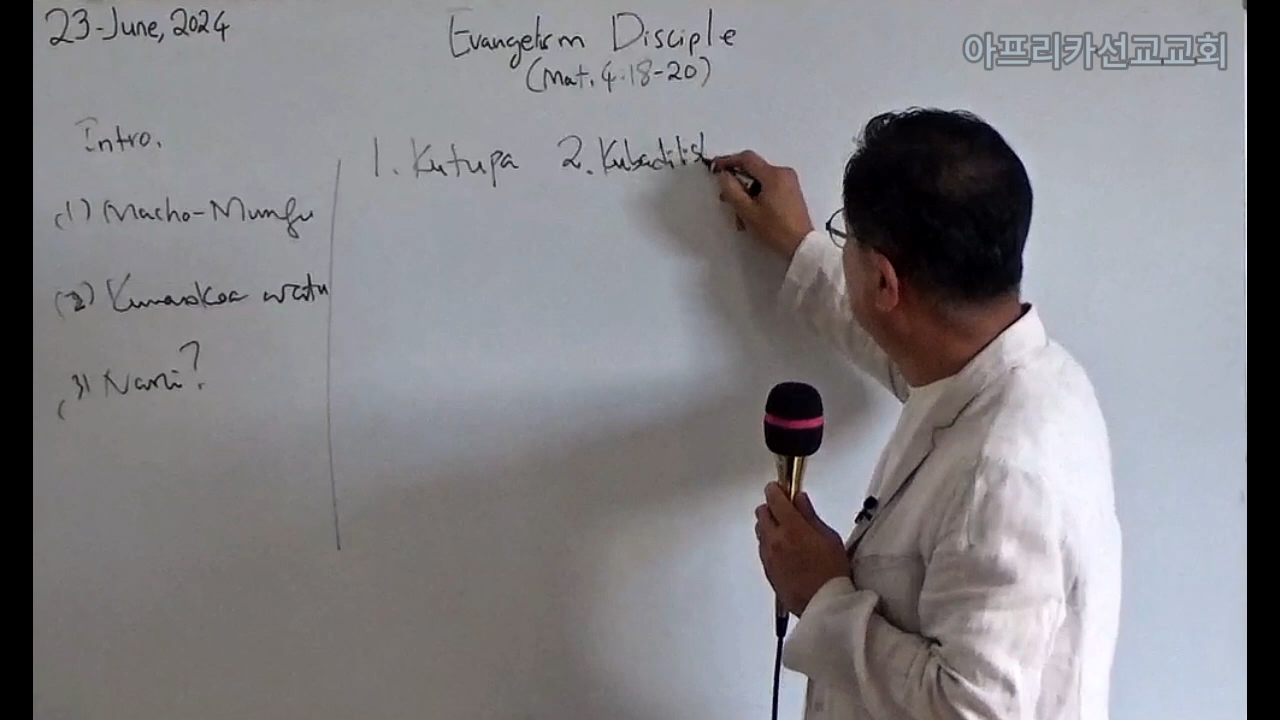 23-June, 2024
Evangelism Disciple
(Mat. 4.18-20)
아프리카선교교회
Intro.
1. Kutupa 2. Kubadilish
(1) Macho-Mungu
(2) watu
(3) Nani?